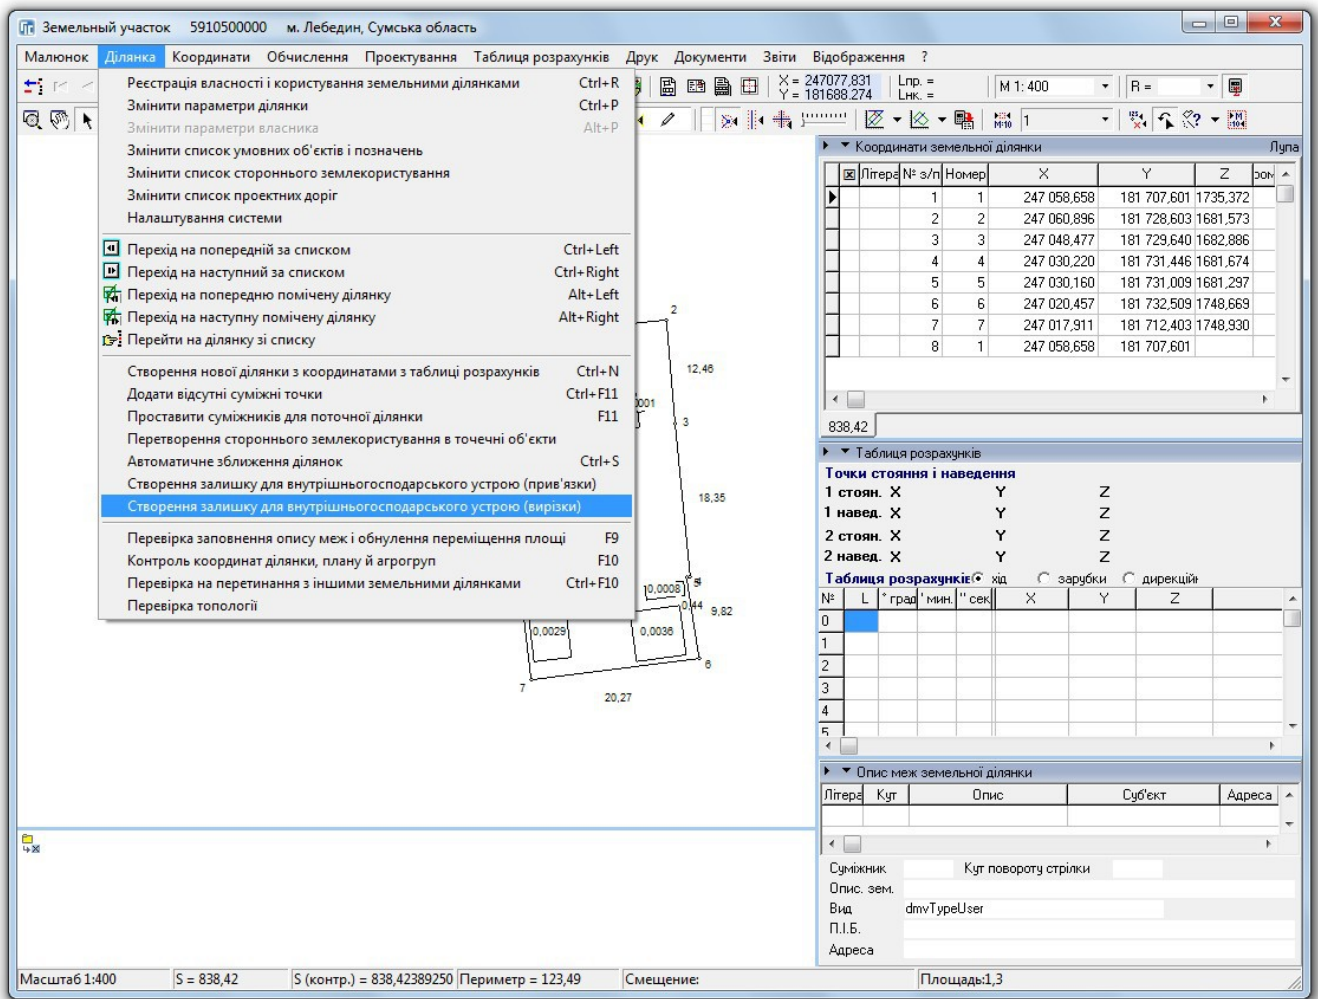 Земельный участок 5910500000 м. Лебедин, Сумська область
Малюнок Ділянка Координати Обчислення Проектування Таблиця розрахунків Друк Документи Звіти Відображення ?
X = 247077,831 Lпр. =
Y = 181688.274 Lнк. =
M 1: 400
R =
1
Реєстрація власності і користування земельними ділянками Ctrl+R
Змінити параметри ділянки Ctrl+P
Змінити параметри власника Alt+P
Змінити список умовних об'єктів і позначень
Змінити список стороннього землекористування
Змінити список проектних доріг
Налаштування системи
Перехід на попередній за списком Ctrl+Left
Перехід на наступний за списком Ctrl+Right
Перехід на попередню помічену ділянку Alt+Left
Перехід на наступну помічену ділянку Alt+Right
Перейти на ділянку зі списку
Створення нової ділянки з координатами з таблиці розрахунків Ctrl+N
Додати відсутні суміжні точки Ctrl+F11
Проставити суміжників для поточної ділянки F11
Перетворення стороннього землекористування в точечні об'єкти
Автоматичне зближення ділянок Ctrl+S
Створення залишку для внутрішньогосподарського устрою (прив'язки)
Створення залишку для внутрішньогосподарського устрою (вирізки)
Перевірка заповнення опису меж і обнулення переміщення площі F9
Контроль координат ділянки, плану й агрогруп F10
Перевірка на перетинання з іншими земельними ділянками Ctrl+F10
Перевірка топології
2
12,46
3
18,35
0,0008
5
0,44
9,82
0,0029
0,0036
6
7
20,27
Координати земельної ділянки Лупа
Літера № з/п Номер X Y Z
1 1 247 058,658 181 707,601 1735,372
2 2 247 060,896 181 728,603 1681,573
3 3 247 048,477 181 729,640 1682,886
4 4 247 030,220 181 731,446 1681,674
5 5 247 030,160 181 731,009 1681,297
6 6 247 020,457 181 732,509 1748,669
7 7 247 017,911 181 712,403 1748,930
8 1 247 058,658 181 707,601
838,42
Таблиця розрахунків
Точки стояння і наведення
1 стоян. X Y Z
1 навед. X Y Z
2 стоян. X Y Z
2 навед. X Y Z
Таблиця розрахунків хід зарубки дирекційн
№ L ° град ' мин. '' сек X Y Z
0
1
2
3
4
5
Опис меж земельної ділянки
Літера Кут Опис Суб'єкт Адреса
Суміжник Кут повороту стрілки
Опис. зем.
Вид dmvTypeUser
П.І.Б.
Адреса
Масштаб 1:400 S = 838,42 S (контр.) = 838,42389250 Периметр = 123,49 Смещение: Площадь:1,3